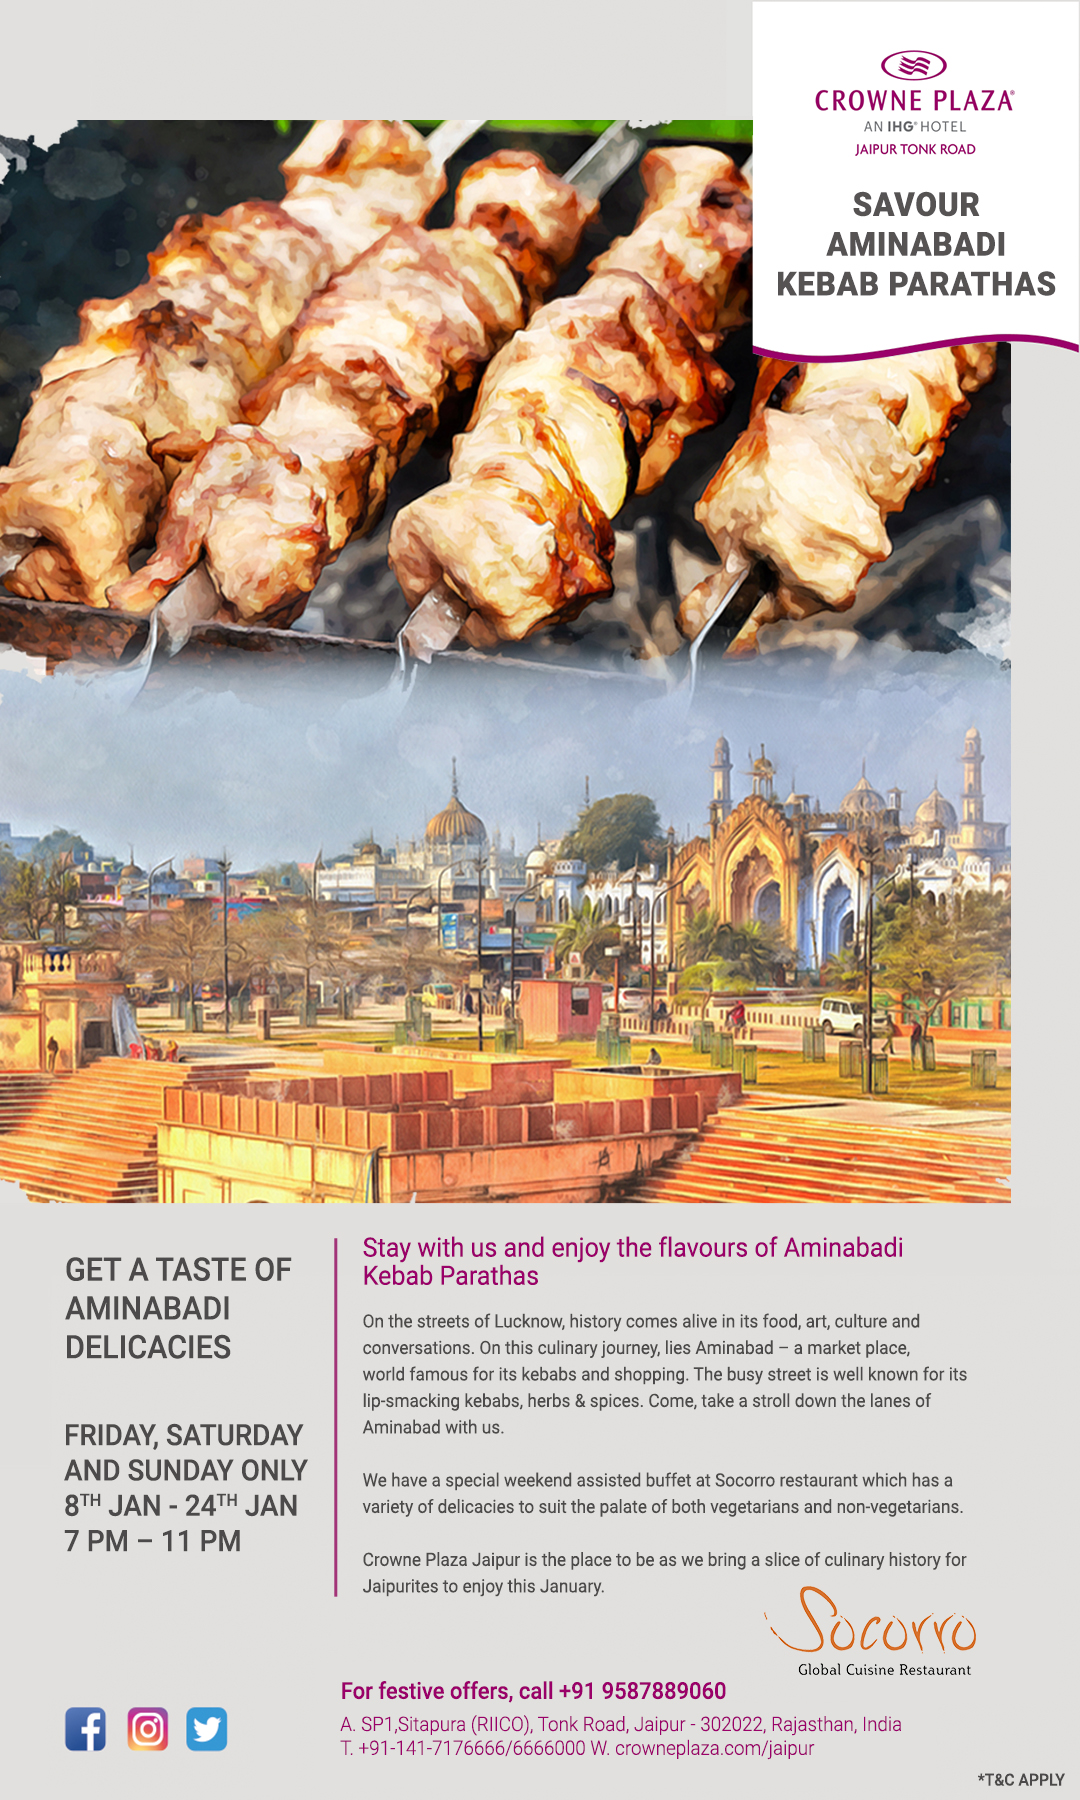 CROWNE PLAZA®
AN IHG® HOTEL
JAIPUR TONK ROAD
SAVOUR
AMINABADI
KEBAB PARATHAS
GET A TASTE OF
AMINABADI
DELICACIES
FRIDAY, SATURDAY
AND SUNDAY ONLY
8TH JAN - 24TH JAN
7 PM – 11 PM
Stay with us and enjoy the flavours of Aminabadi
Kebab Parathas
On the streets of Lucknow, history comes alive in its food, art, culture and
conversations. On this culinary journey, lies Aminabad – a market place,
world famous for its kebabs and shopping. The busy street is well known for its
lip-smacking kebabs, herbs & spices. Come, take a stroll down the lanes of
Aminabad with us.
We have a special weekend assisted buffet at Socorro restaurant which has a
variety of delicacies to suit the palate of both vegetarians and non-vegetarians.
Crowne Plaza Jaipur is the place to be as we bring a slice of culinary history for
Jaipurites to enjoy this January.
Socorro
Global Cuisine Restaurant
For festive offers, call +91 9587889060
A. SP1,Sitapura (RIICO), Tonk Road, Jaipur - 302022, Rajasthan, India
T. +91-141-7176666/6666000 W. crowneplaza.com/jaipur
*T&C APPLY